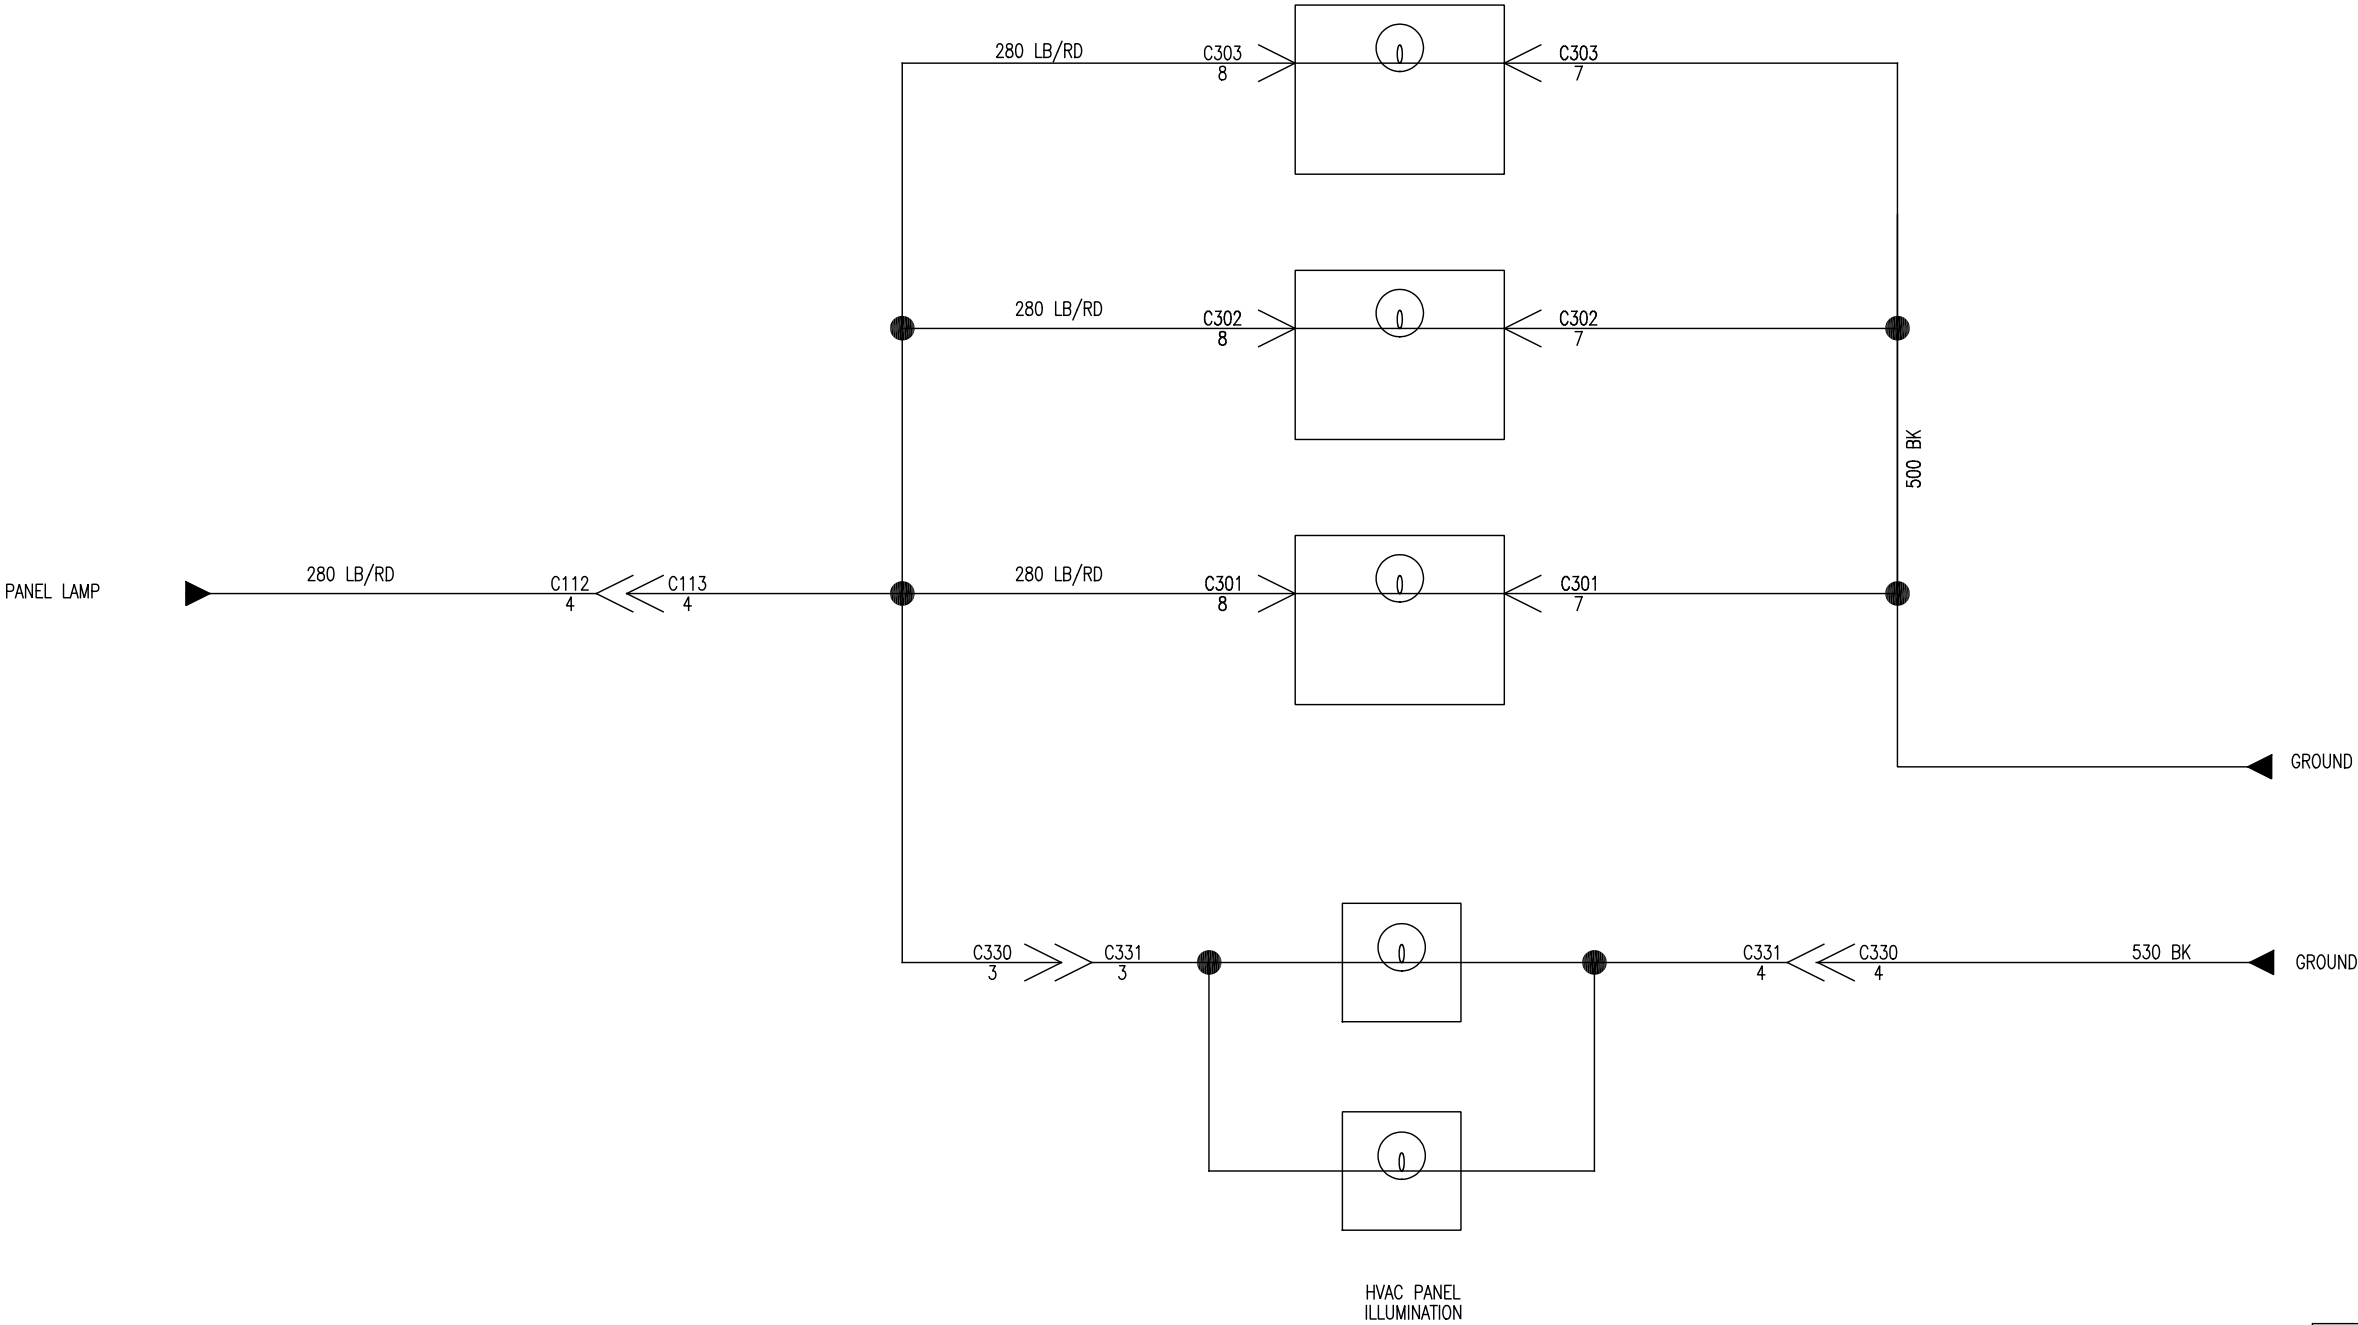 280 LB/RD
C303
8
C303
7
280 LB/RD
C302
8
C302
7
500 BK
PANEL LAMP
280 LB/RD
C112
4
C113
4
280 LB/RD
C301
8
C301
7
GROUND
C330
3
C331
3
C331
4
C330
4
530 BK
GROUND
HVAC PANEL
ILLUMINATION